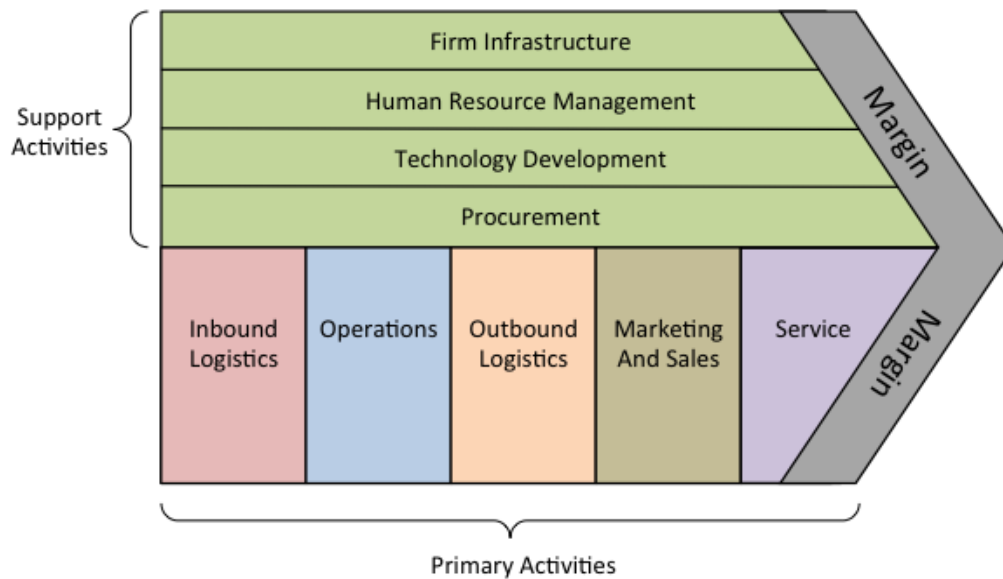 Firm Infrastructure
Human Resource Management
Support
Activities
Technology Development
Procurement
Margin
Inbound
Logistics
Operations
Outbound
Logistics
Marketing
And Sales
Service
Margin
Primary Activities